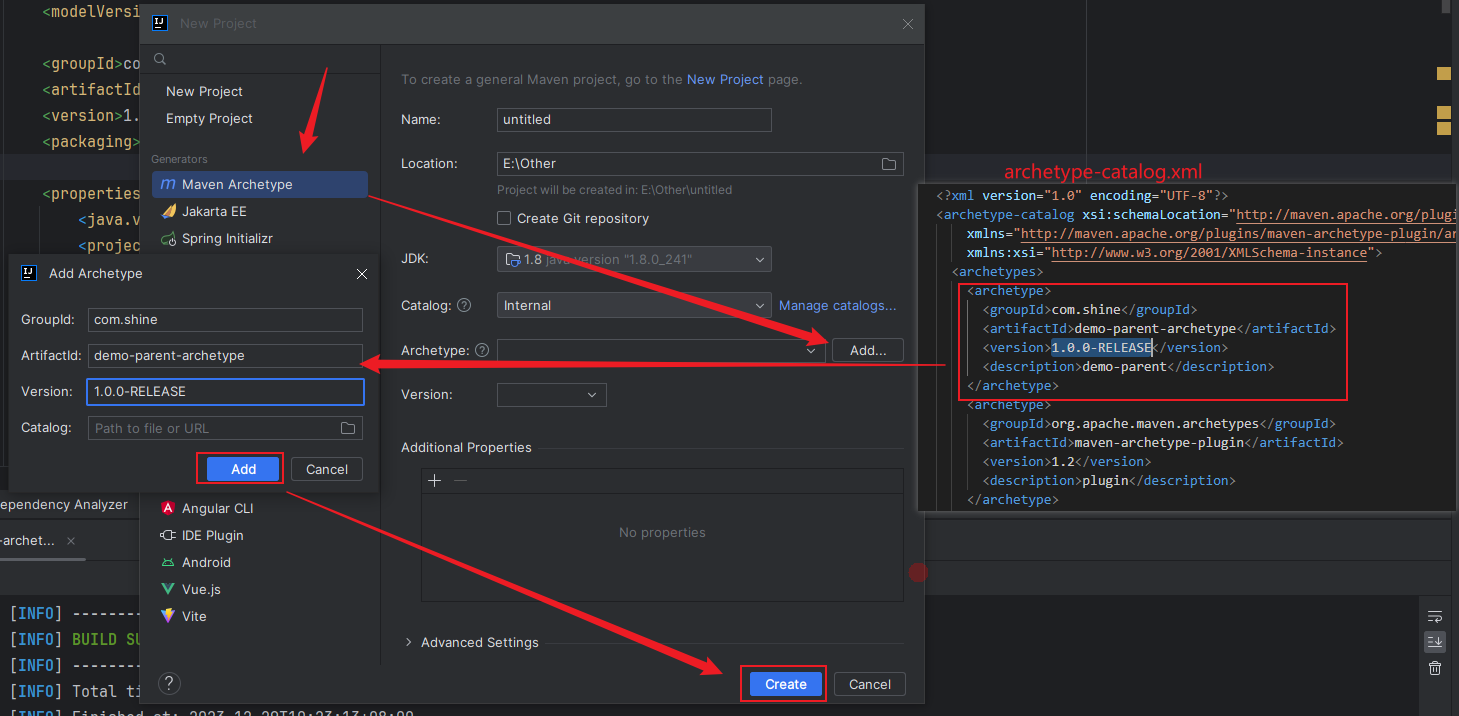 <modelVersi
<groupId>co
<artifactId
<version>1.
<packaging>
<properties
<java.v
<projec
New Project
New Project
Empty Project
Generators
Maven Archetype
Jakarta EE
Spring Initializr
Angular CLI
IDE Plugin
Android
Vue.js
Vite
?
To create a general Maven project, go to the New Project page.
Name:
untitled
Location:
E:\Other
Project will be created in: E:\Other\untitled
Create Git repository
JDK:
1.8 java version "1.8.0_241"
Catalog: ?
Internal
Manage catalogs...
Archetype: ?
Add...
Version:
Additional Properties
No properties
Advanced Settings
Create
Cancel
Add Archetype
GroupId:
com.shine
ArtifactId:
demo-parent-archetype
Version:
1.0.0-RELEASE
Catalog:
Path to file or URL
Add
Cancel
archetype-catalog.xml
<?xml version="1.0" encoding="UTF-8"?>
<archetype-catalog xsi:schemaLocation="http://maven.apache.org/plugi
xmlns="http://maven.apache.org/plugins/maven-archetype-plugin/ar
xmlns:xsi="http://www.w3.org/2001/XMLSchema-instance">
<archetypes>
<archetype>
<groupId>com.shine</groupId>
<artifactId>demo-parent-archetype</artifactId>
<version>1.0.0-RELEASE</version>
<description>demo-parent</description>
</archetype>
<archetype>
<groupId>org.apache.maven.archetypes</groupId>
<artifactId>maven-archetype-plugin</artifactId>
<version>1.2</version>
<description>plugin</description>
</archetype>
ependency Analyzer
-archet...
[INFO] ---------
[INFO] BUILD SU
[INFO] ---------
[INFO] Total ti
[INFO] Finished at: 2023-12-29T10:23:13+08:00